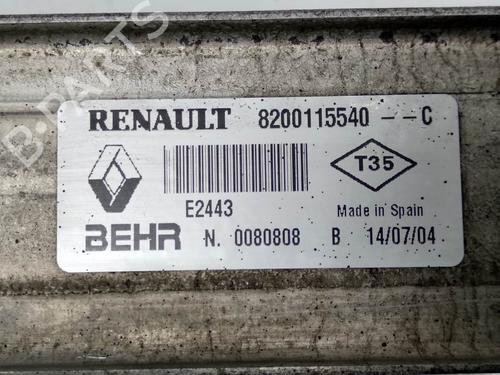 RENAULT 8200115540 --C
T35
E2443 Made in Spain
BEHR N. 0080808 B 14/07/04
B-PARTS